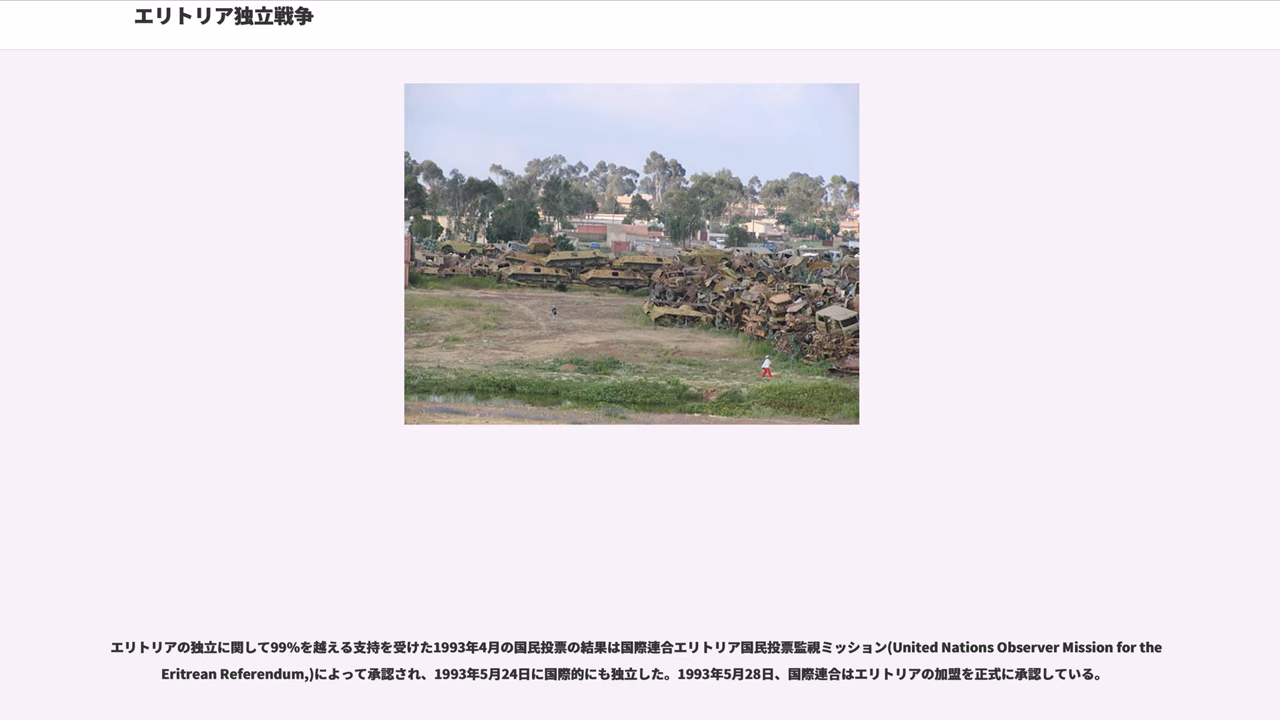 エリトリア独立戦争
エリトリアの独立に関して99%を越える支持を受けた1993年4月の国民投票の結果は国際連合エリトリア国民投票監視ミッション(United Nations Observer Mission for the
Eritrean Referendum,)によって承認され、1993年5月24日に国際的にも独立した。1993年5月28日、国際連合はエリトリアの加盟を正式に承認している。